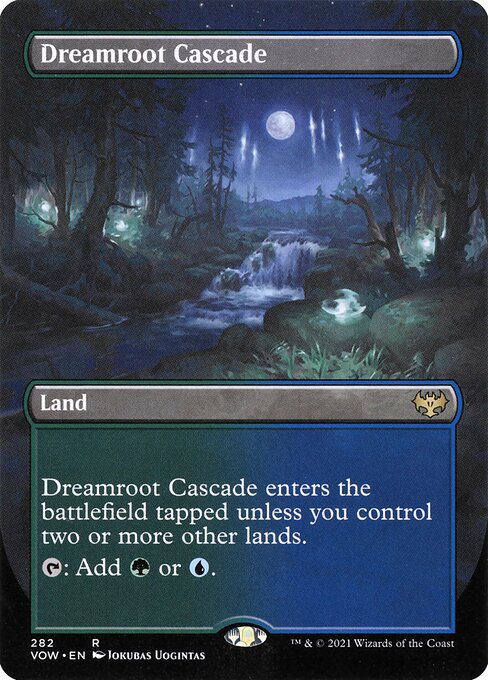 Dreamroot Cascade
Land
Dreamroot Cascade enters the
battlefield tapped unless you control
two or more other lands.
: Add or .
282 R
VOW • EN Jokubas Uogintas
™ & © 2021 Wizards of the Coast